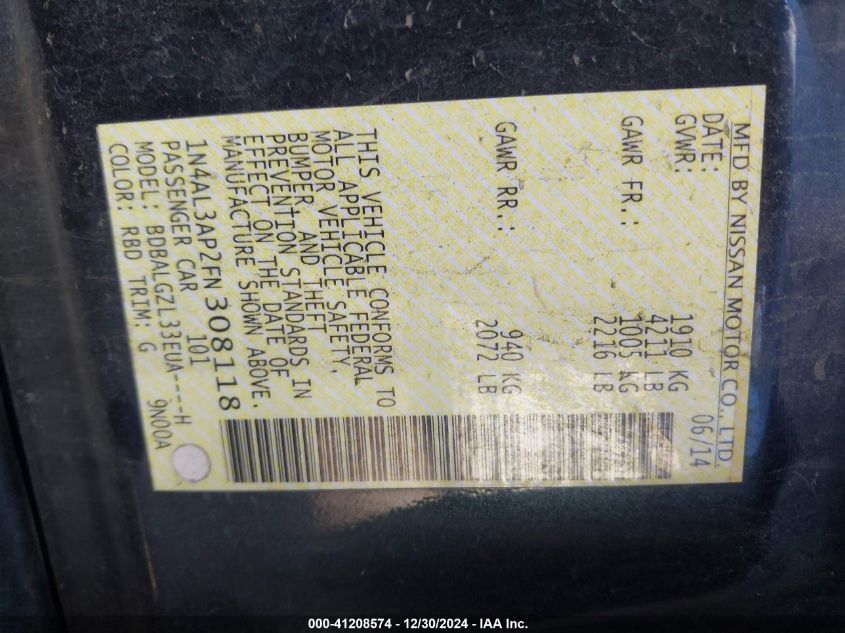 MFD BY NISSAN MOTOR CO., LTD.
DATE: 06/14
GVWR: 1910 KG
4211 LB
GAWR FR.: 1005 KG
2216 LB
GAWR RR.: 940 KG
2072 LB
THIS VEHICLE CONFORMS TO
ALL APPLICABLE FEDERAL
MOTOR VEHICLE SAFETY,
BUMPER, AND THEFT
PREVENTION STANDARDS IN
EFFECT ON THE DATE OF
MANUFACTURE SHOWN ABOVE.
1N4AL3AP2FN308118
PASSENGER CAR 101
MODEL: BDBALGZL33EUA----H
COLOR: RBD TRIM: G 9N00A
000-41208574 - 12/30/2024 - IAA Inc.